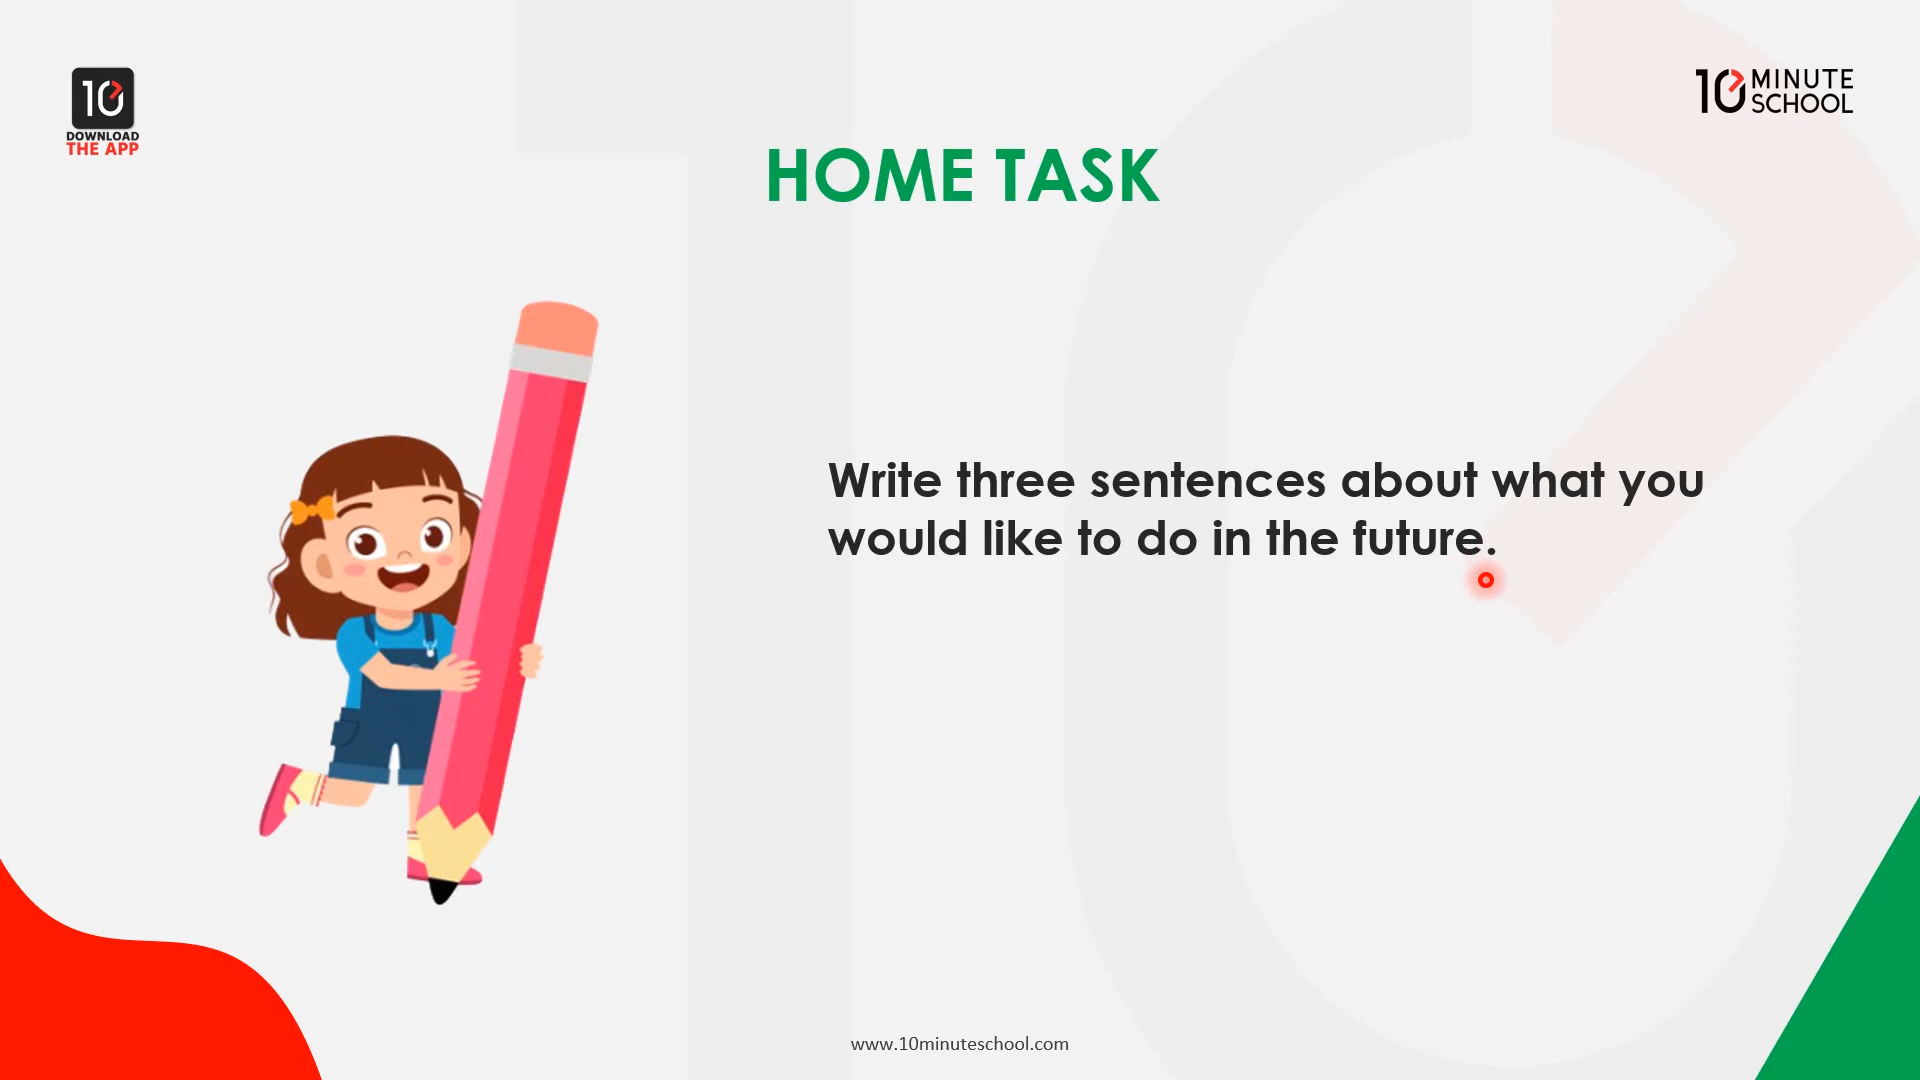 10
DOWNLOAD
THE APP
10 MINUTE
SCHOOL
HOME TASK
Write three sentences about what you
would like to do in the future.
www.10minuteschool.com